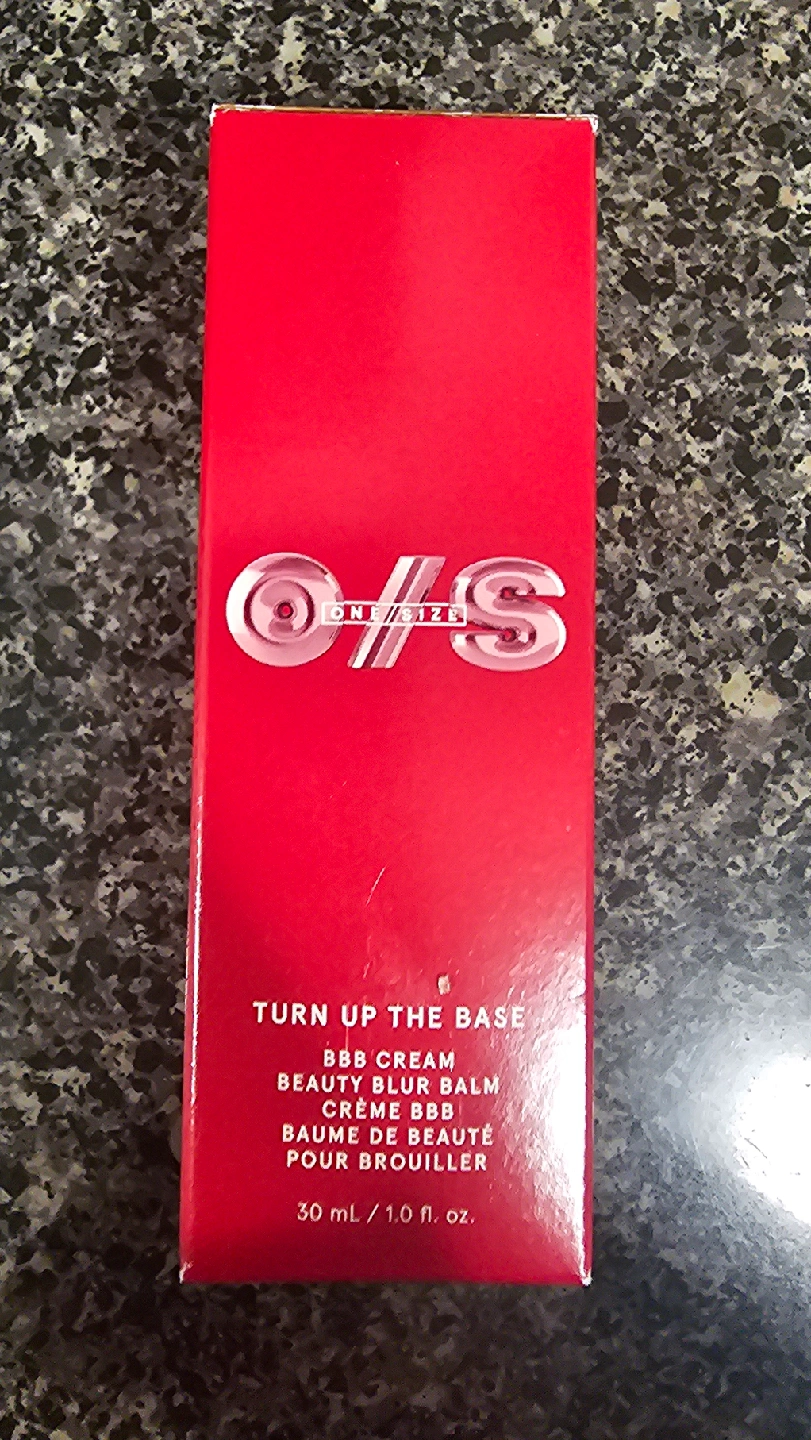 O/S
ONE/SIZE
TURN UP THE BASE
BBB CREAM
BEAUTY BLUR BALM
CRÈME BBB
BAUME DE BEAUTÉ
POUR BROUILLER
30 mL / 1.0 fl. oz.